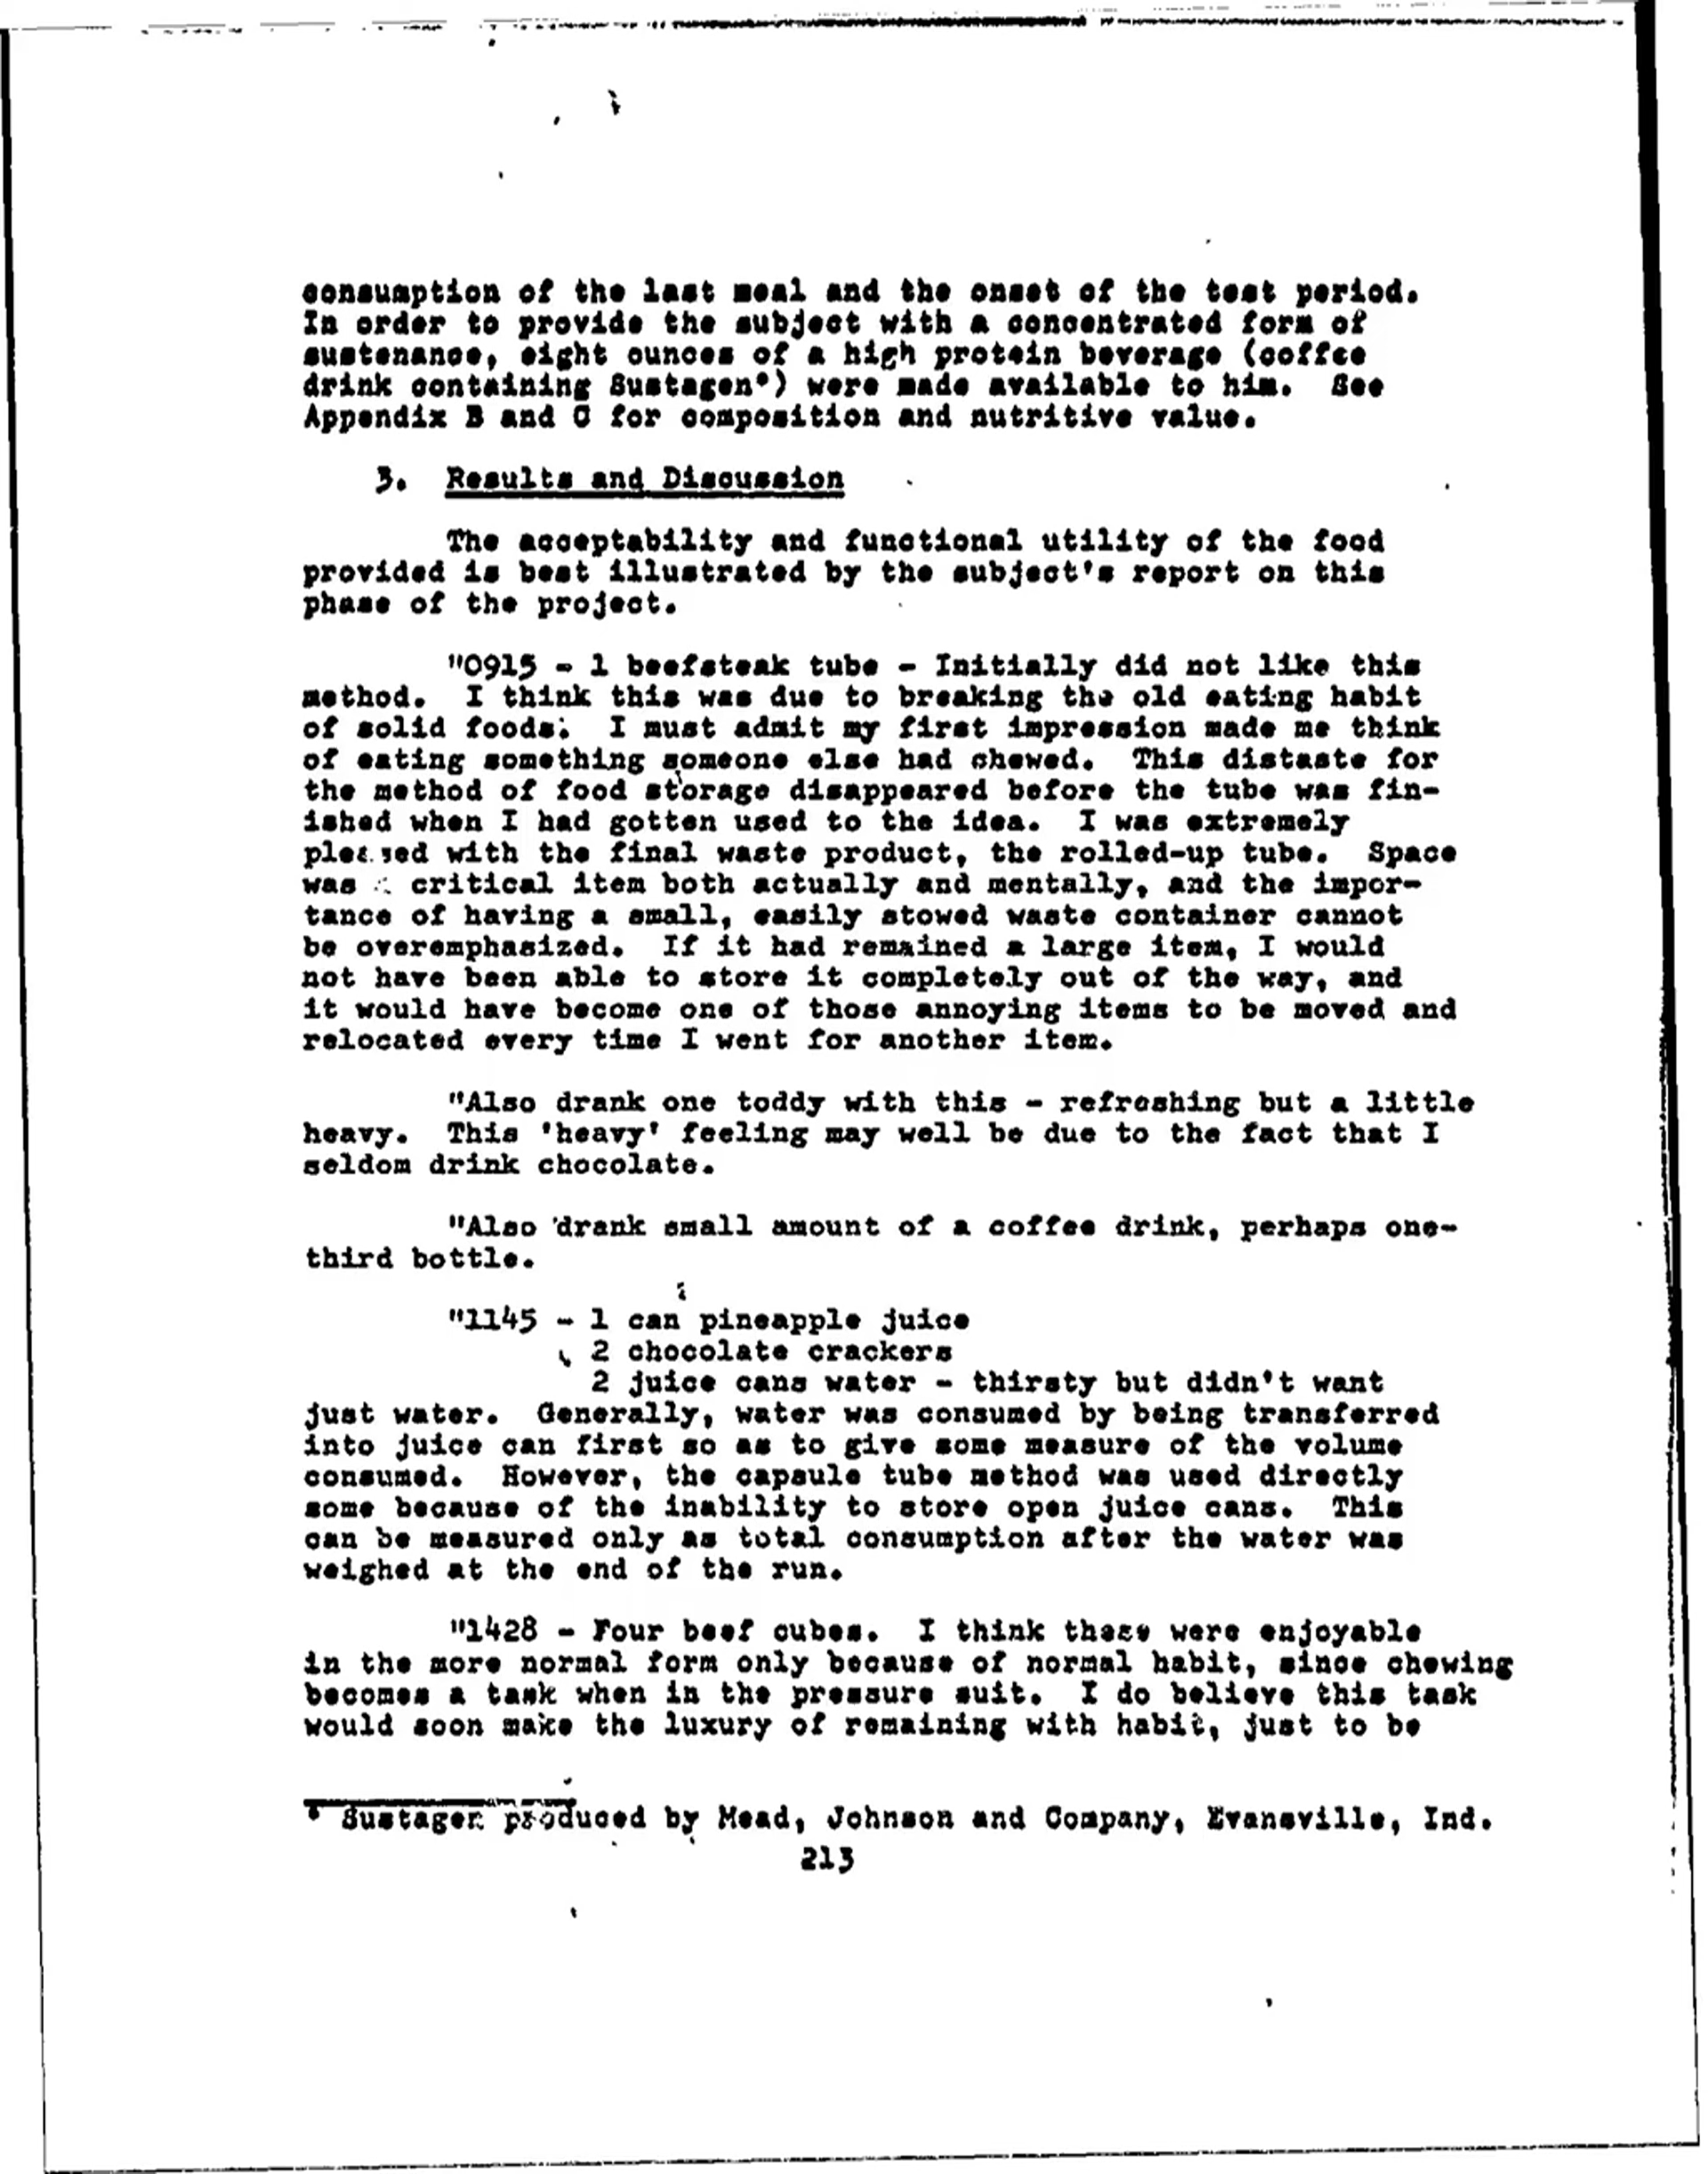 consumption of the last meal and the onset of the test period.
In order to provide the subject with a concentrated form of
sustenance, eight ounces of a high protein beverage (coffee
drink containing Sustagen*) were made available to him. See
Appendix B and C for composition and nutritive value.
3. Results and Discussion
The acceptability and functional utility of the food
provided is best illustrated by the subject's report on this
phase of the project.
"0915 - 1 beefsteak tube - Initially did not like this
method. I think this was due to breaking the old eating habit
of solid foods. I must admit my first impression made me think
of eating something someone else had chewed. This distaste for
the method of food storage disappeared before the tube was fin-
ished when I had gotten used to the idea. I was extremely
pleased with the final waste product, the rolled-up tube. Space
was a critical item both actually and mentally, and the impor-
tance of having a small, easily stowed waste container cannot
be overemphasized. If it had remained a large item, I would
not have been able to store it completely out of the way, and
it would have become one of those annoying items to be moved and
relocated every time I went for another item.
"Also drank one toddy with this - refreshing but a little
heavy. This 'heavy' feeling may well be due to the fact that I
seldom drink chocolate.
"Also drank small amount of a coffee drink, perhaps one-
third bottle.
"1145 - 1 can pineapple juice
2 chocolate crackers
2 juice cans water - thirsty but didn't want
just water. Generally, water was consumed by being transferred
into juice can first so as to give some measure of the volume
consumed. However, the capsule tube method was used directly
some because of the inability to store open juice cans. This
can be measured only as total consumption after the water was
weighed at the end of the run.
"1428 - Four beef cubes. I think these were enjoyable
in the more normal form only because of normal habit, since chewing
becomes a task when in the pressure suit. I do believe this task
would soon make the luxury of remaining with habit, just to be
* Sustagen produced by Mead, Johnson and Company, Evansville, Ind.
213